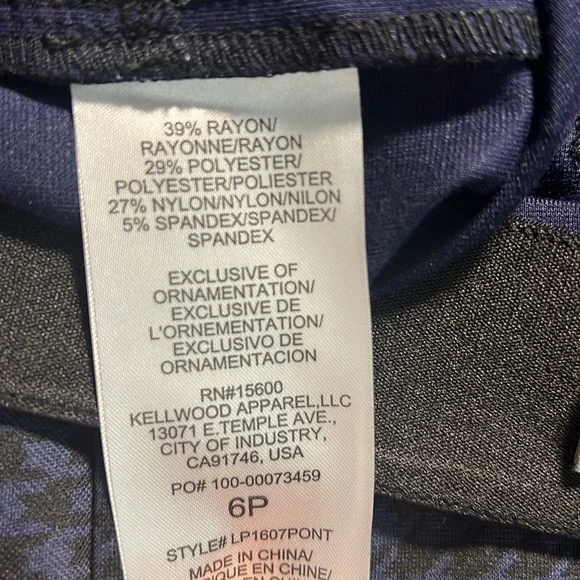 39% RAYON/
RAYONNE/RAYON
29% POLYESTER/
POLYESTER/POLIESTER
27% NYLON/NYLON/NILON
5% SPANDEX/SPANDEX/
SPANDEX
EXCLUSIVE OF
ORNAMENTATION/
EXCLUSIVE DE
L'ORNEMENTATION/
EXCLUSIVO DE
ORNAMENTACION
RN#15600
KELLWOOD APPAREL,LLC
13071 E.TEMPLE AVE.,
CITY OF INDUSTRY,
CA91746, USA
PO# 100-00073459
6P
STYLE# LP1607PONT
MADE IN CHINA/
EN CHINE/